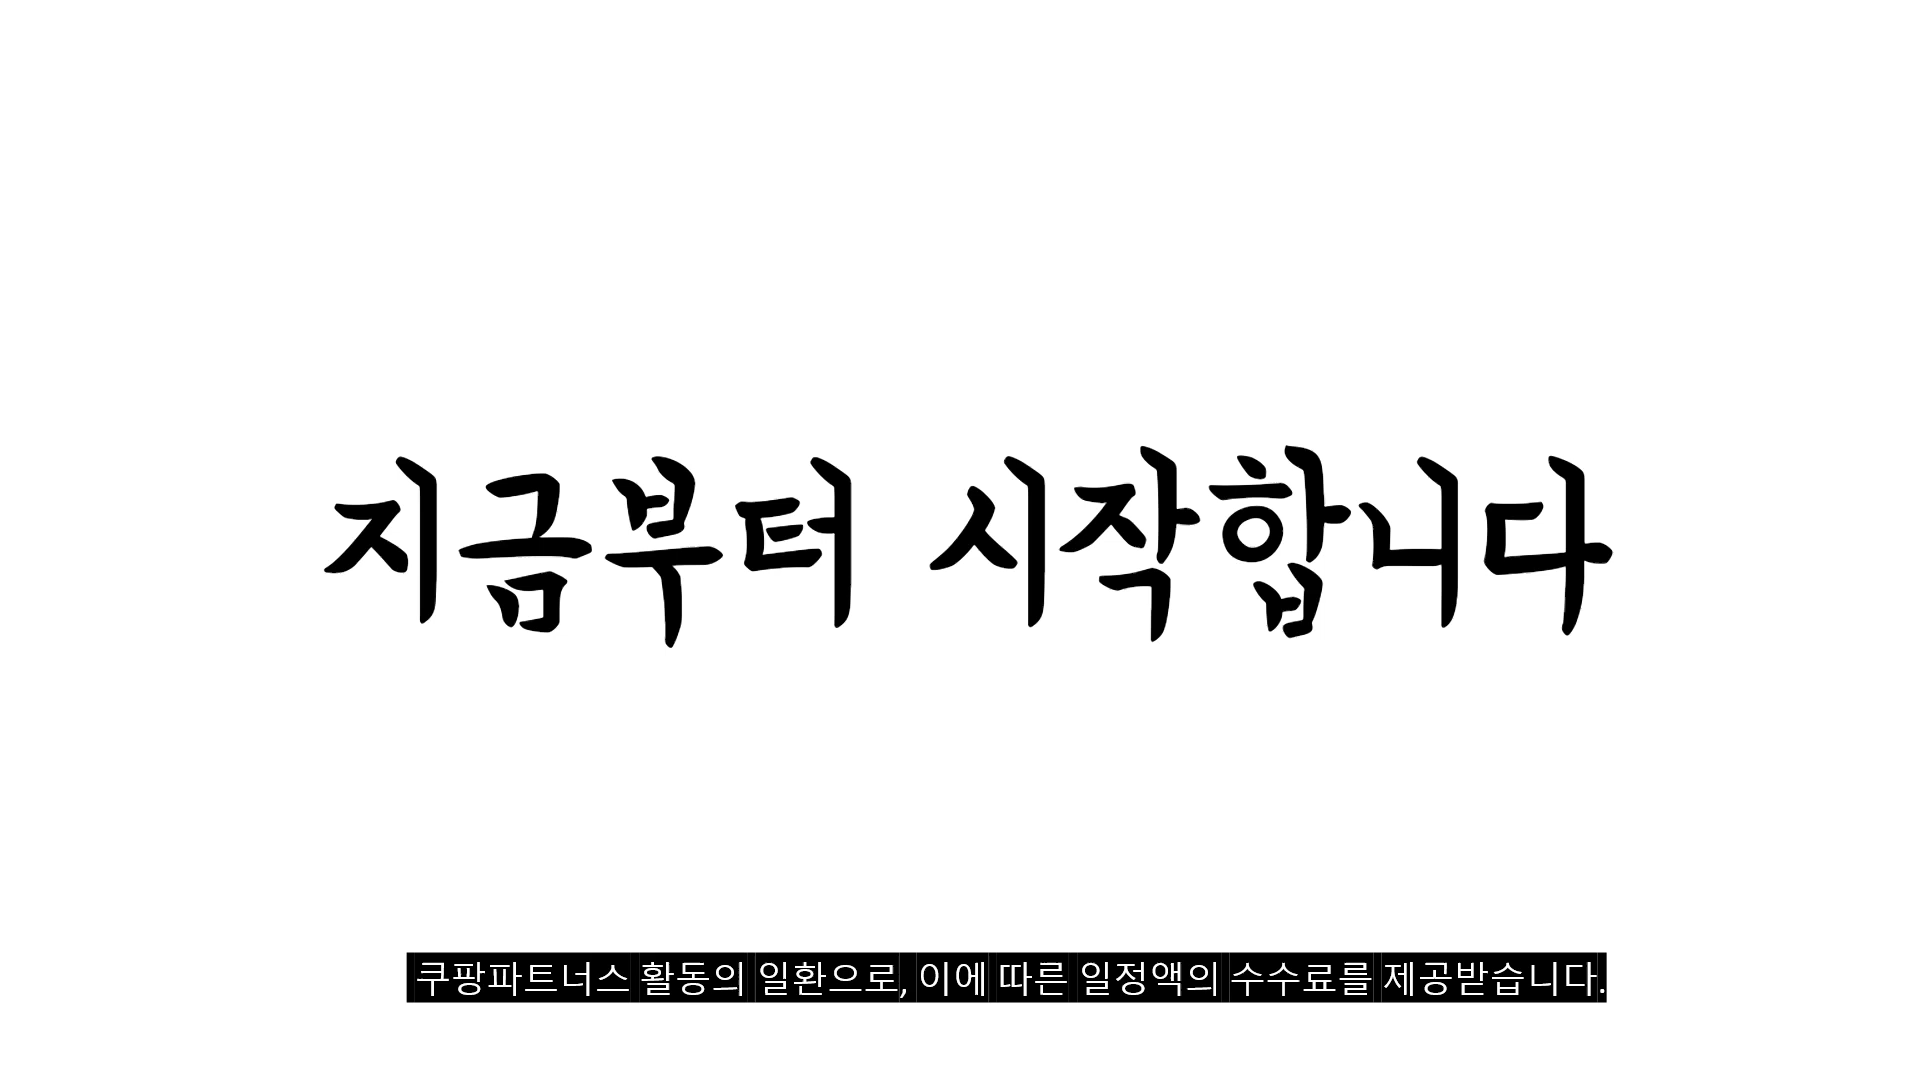 지금부터 시작합니다
쿠팡파트너스 활동의 일환으로, 이에 따른 일정액의 수수료를 제공받습니다.